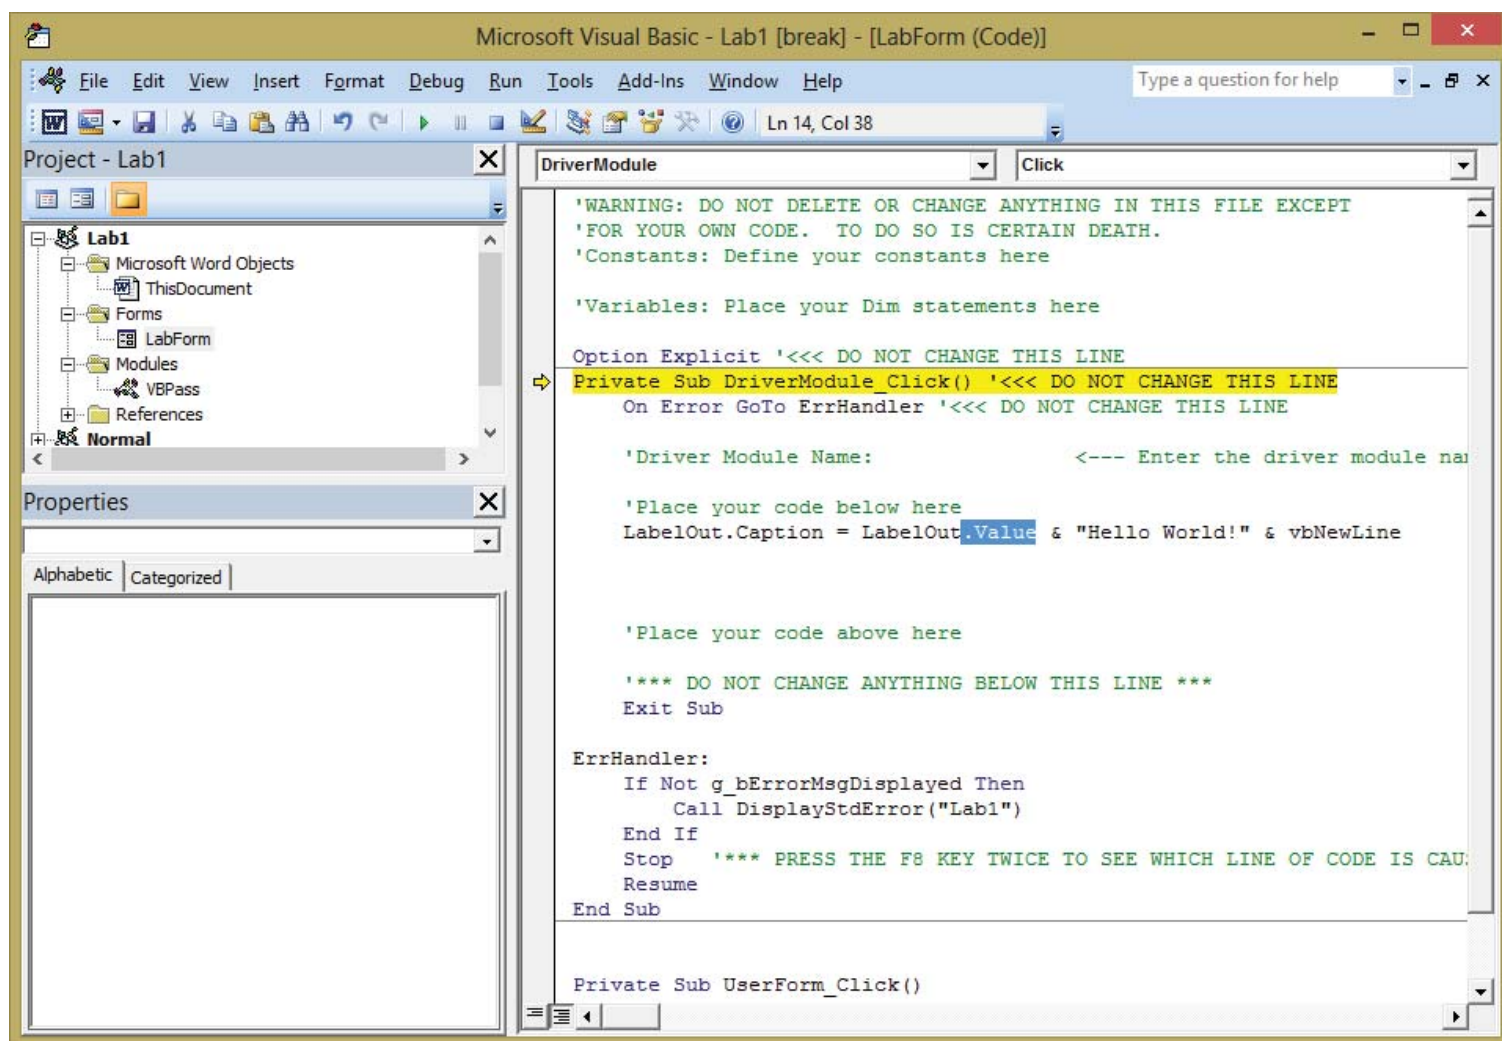 Microsoft Visual Basic - Lab1 [break] - [LabForm (Code)]
File Edit View Insert Format Debug Run Tools Add-Ins Window Help Type a question for help
Ln 14, Col 38
Project - Lab1
Lab1
Microsoft Word Objects
ThisDocument
Forms
LabForm
Modules
VBPass
References
Normal
Properties
Alphabetic Categorized
DriverModule Click
'WARNING: DO NOT DELETE OR CHANGE ANYTHING IN THIS FILE EXCEPT
'FOR YOUR OWN CODE.  TO DO SO IS CERTAIN DEATH.
'Constants: Define your constants here
'Variables: Place your Dim statements here
Option Explicit '<<< DO NOT CHANGE THIS LINE
Private Sub DriverModule_Click() '<<< DO NOT CHANGE THIS LINE
On Error GoTo ErrHandler '<<< DO NOT CHANGE THIS LINE
'Driver Module Name: <--- Enter the driver module
'Place your code below here
LabelOut.Caption = LabelOut.Value & "Hello World!" & vbNewLine
'Place your code above here
'*** DO NOT CHANGE ANYTHING BELOW THIS LINE ***
Exit Sub
ErrHandler:
If Not g_bErrorMsgDisplayed Then
Call DisplayStdError("Lab1")
End If
Stop '*** PRESS THE F8 KEY TWICE TO SEE WHICH LINE OF CODE IS
Resume
End Sub
Private Sub UserForm_Click()